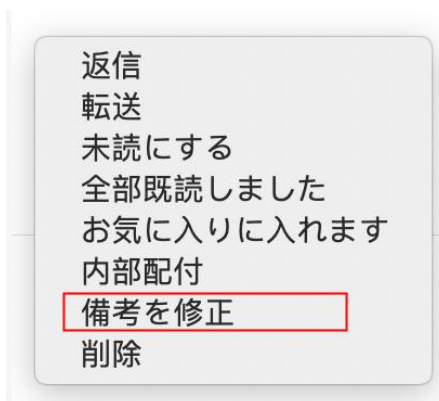 返信
転送
未読にする
全部既読しました
お気に入りに入れます
内部配付
備考を修正
削除